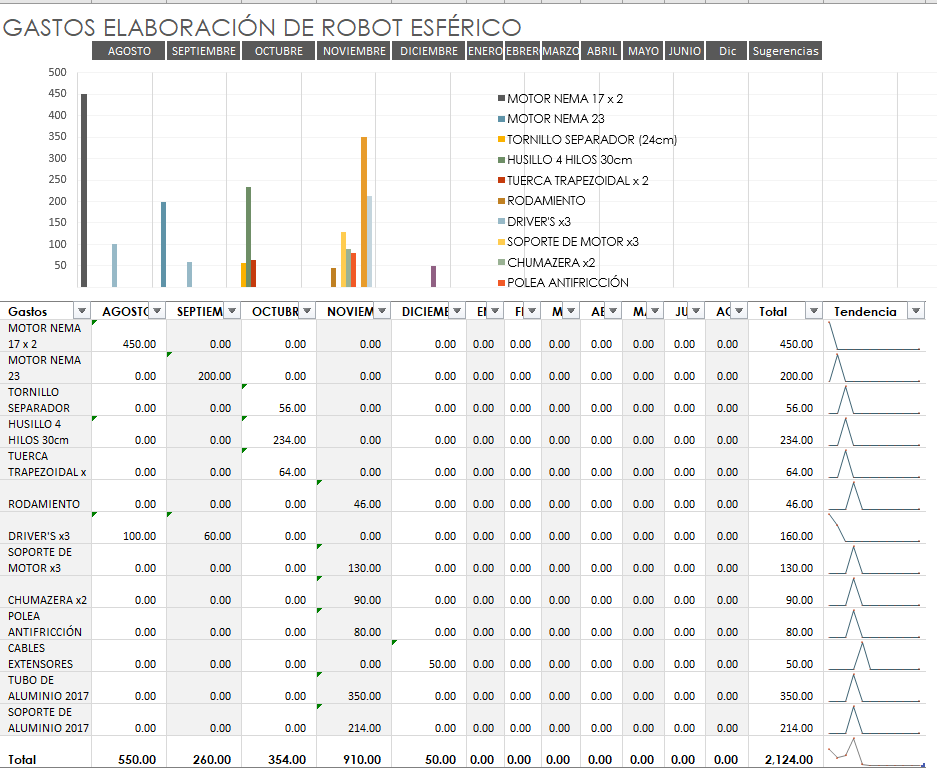 GASTOS ELABORACIÓN DE ROBOT ESFÉRICO
AGOSTO SEPTIEMBRE OCTUBRE NOVIEMBRE DICIEMBRE ENERO EBRER MARZO ABRIL MAYO JUNIO Dic Sugerencias
500
450
400
350
300
250
200
150
100
50
MOTOR NEMA 17 x 2
MOTOR NEMA 23
TORNILLO SEPARADOR (24cm)
HUSILLO 4 HILOS 30cm
TUERCA TRAPEZOIDAL x 2
RODAMIENTO
DRIVER'S x3
SOPORTE DE MOTOR x3
CHUMAZERA x2
POLEA ANTIFRICCIÓN
Gastos AGOSTO SEPTIEM OCTUBR NOVIEM DICIEME EN FI M AE M JU AG Total Tendencia
MOTOR NEMA
17 x 2 450.00 0.00 0.00 0.00 0.00 0.00 0.00 0.00 0.00 0.00 0.00 0.00 450.00
MOTOR NEMA
23 0.00 200.00 0.00 0.00 0.00 0.00 0.00 0.00 0.00 0.00 0.00 0.00 200.00
TORNILLO
SEPARADOR 0.00 0.00 56.00 0.00 0.00 0.00 0.00 0.00 0.00 0.00 0.00 0.00 56.00
HUSILLO 4
HILOS 30cm 0.00 0.00 234.00 0.00 0.00 0.00 0.00 0.00 0.00 0.00 0.00 0.00 234.00
TUERCA
TRAPEZOIDAL x 0.00 0.00 64.00 0.00 0.00 0.00 0.00 0.00 0.00 0.00 0.00 0.00 64.00
RODAMIENTO 0.00 0.00 0.00 46.00 0.00 0.00 0.00 0.00 0.00 0.00 0.00 0.00 46.00
DRIVER'S x3 100.00 60.00 0.00 0.00 0.00 0.00 0.00 0.00 0.00 0.00 0.00 0.00 160.00
SOPORTE DE
MOTOR x3 0.00 0.00 0.00 130.00 0.00 0.00 0.00 0.00 0.00 0.00 0.00 0.00 130.00
CHUMAZERA x2 0.00 0.00 0.00 90.00 0.00 0.00 0.00 0.00 0.00 0.00 0.00 0.00 90.00
POLEA
ANTIFRICCIÓN 0.00 0.00 0.00 80.00 0.00 0.00 0.00 0.00 0.00 0.00 0.00 0.00 80.00
CABLES
EXTENSORES 0.00 0.00 0.00 0.00 50.00 0.00 0.00 0.00 0.00 0.00 0.00 0.00 50.00
TUBO DE
ALUMINIO 2017 0.00 0.00 0.00 350.00 0.00 0.00 0.00 0.00 0.00 0.00 0.00 0.00 350.00
SOPORTE DE
ALUMINIO 2017 0.00 0.00 0.00 214.00 0.00 0.00 0.00 0.00 0.00 0.00 0.00 0.00 214.00
Total 550.00 260.00 354.00 910.00 50.00 0.00 0.00 0.00 0.00 0.00 0.00 0.00 2,124.00